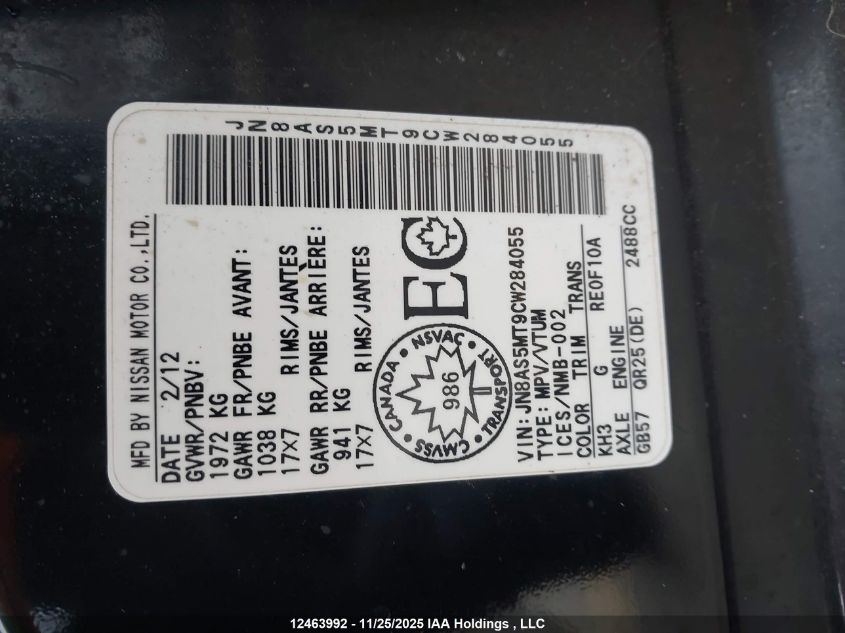 JN8AS5MT9CW284055
MFD BY NISSAN MOTOR CO.,LTD.
DATE 2/12
GVWR/PNBV:
1972 KG
GAWR FR/PNBE AVANT:
1038 KG
17X7 RIMS/JANTES
GAWR RR/PNBE ARRIÈRE:
941 KG
17X7 RIMS/JANTES
CANADA • NSVAC • TRANSPORT • CMVSS •
986
EC
VIN: JN8AS5MT9CW284055
TYPE: MPV/VTUM
ICES/NMB-002
COLOR TRIM TRANS
KH3 G RE0F10A
AXLE ENGINE
GB57 QR25(DE) 2488CC
12463992 - 11/25/2025 IAA Holdings , LLC